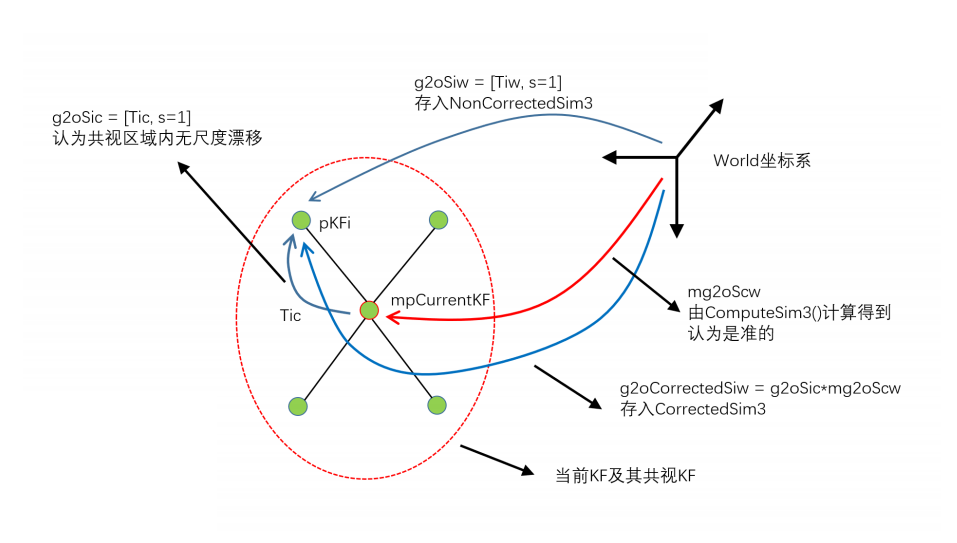 g2oSiw = [Tiw, s=1]
存入NonCorrectedSim3
g2oSic = [Tic, s=1]
认为共视区域内无尺度漂移
World坐标系
pKFi
mpCurrentKF
Tic
mg2oScw
由ComputeSim3()计算得到
认为是准的
g2oCorrectedSiw = g2oSic*mg2oScw
存入CorrectedSim3
当前KF及其共视KF